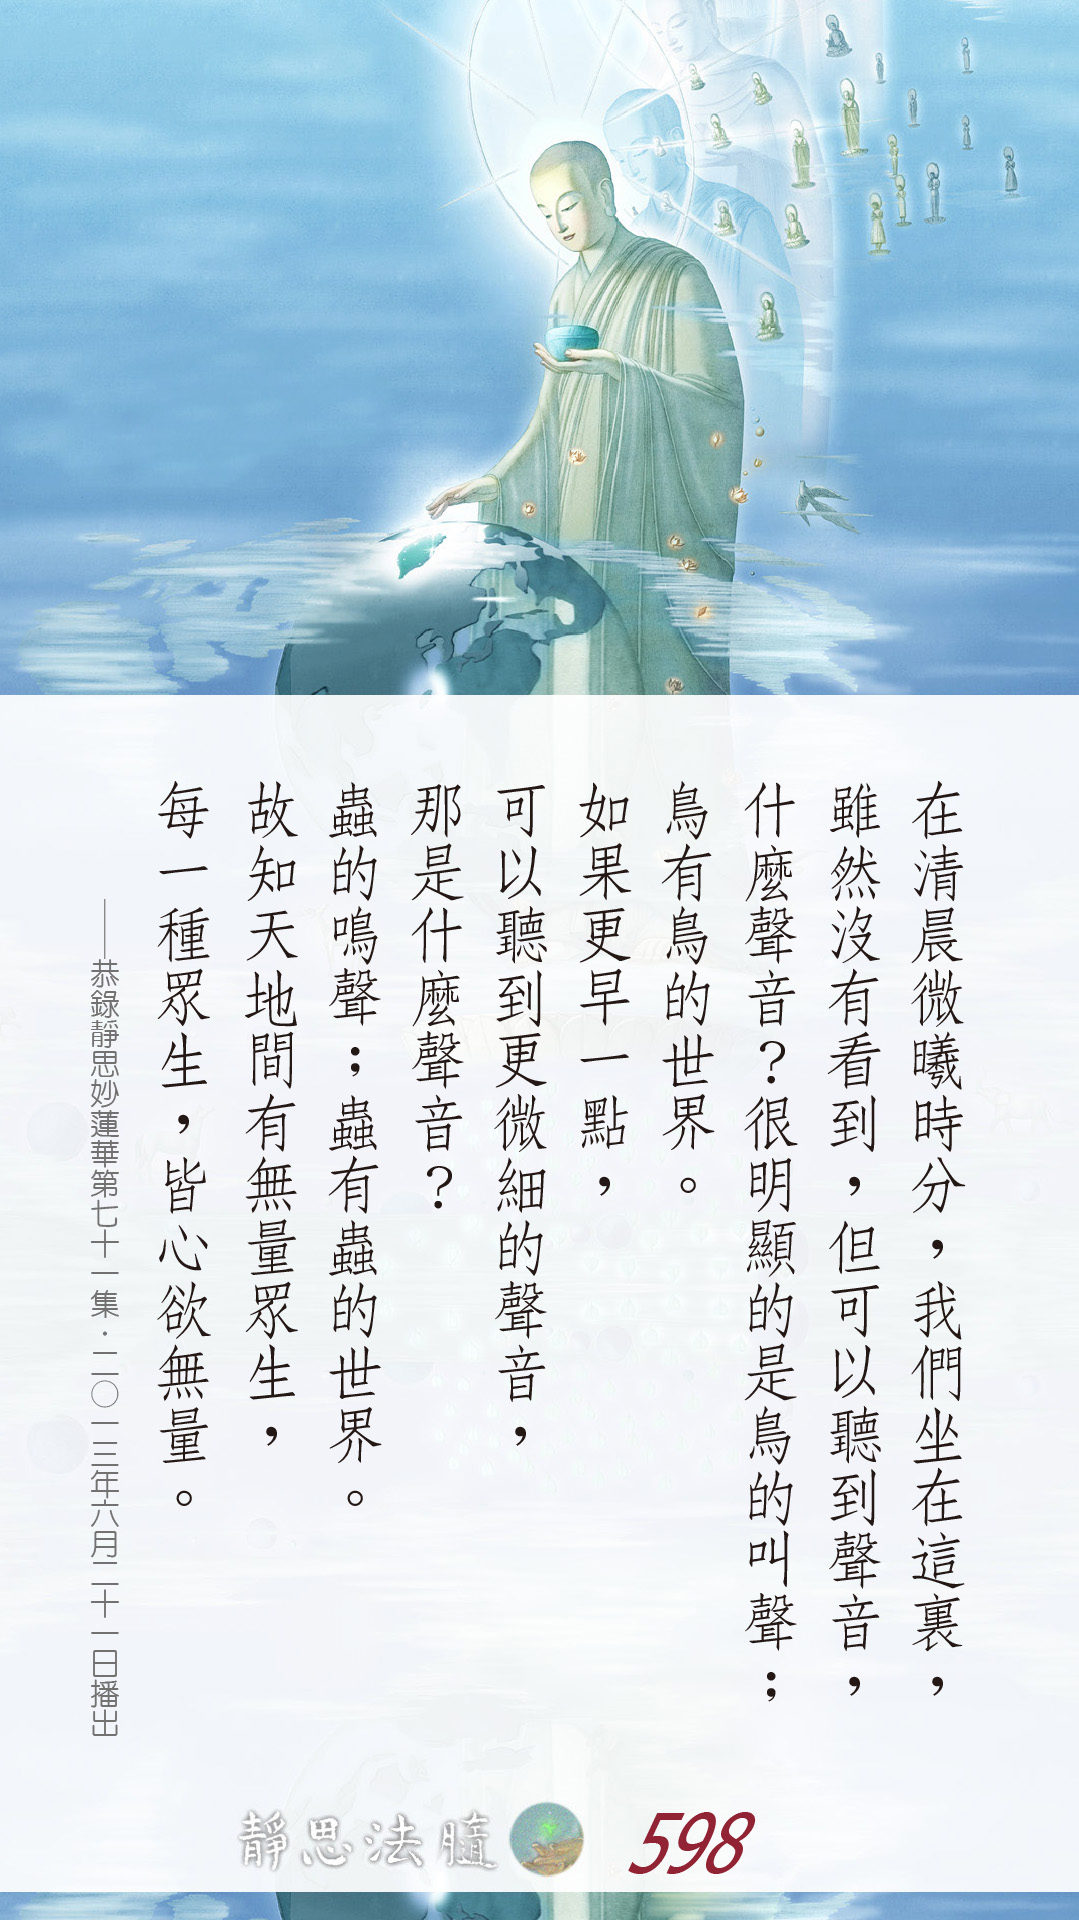 在清晨微曦時分，我們坐在這裏，
雖然沒有看到，但可以聽到聲音，
什麼聲音？很明顯的是鳥的叫聲；
鳥有鳥的世界。
如果更早一點，
可以聽到更微細的聲音，
那是什麼聲音？
蟲的鳴聲；蟲有蟲的世界。
故知天地間有無量眾生，
每一種眾生，皆心欲無量。
——恭錄靜思妙蓮華第七十一集．二〇一三年六月二十一日播出
靜思法髓
598